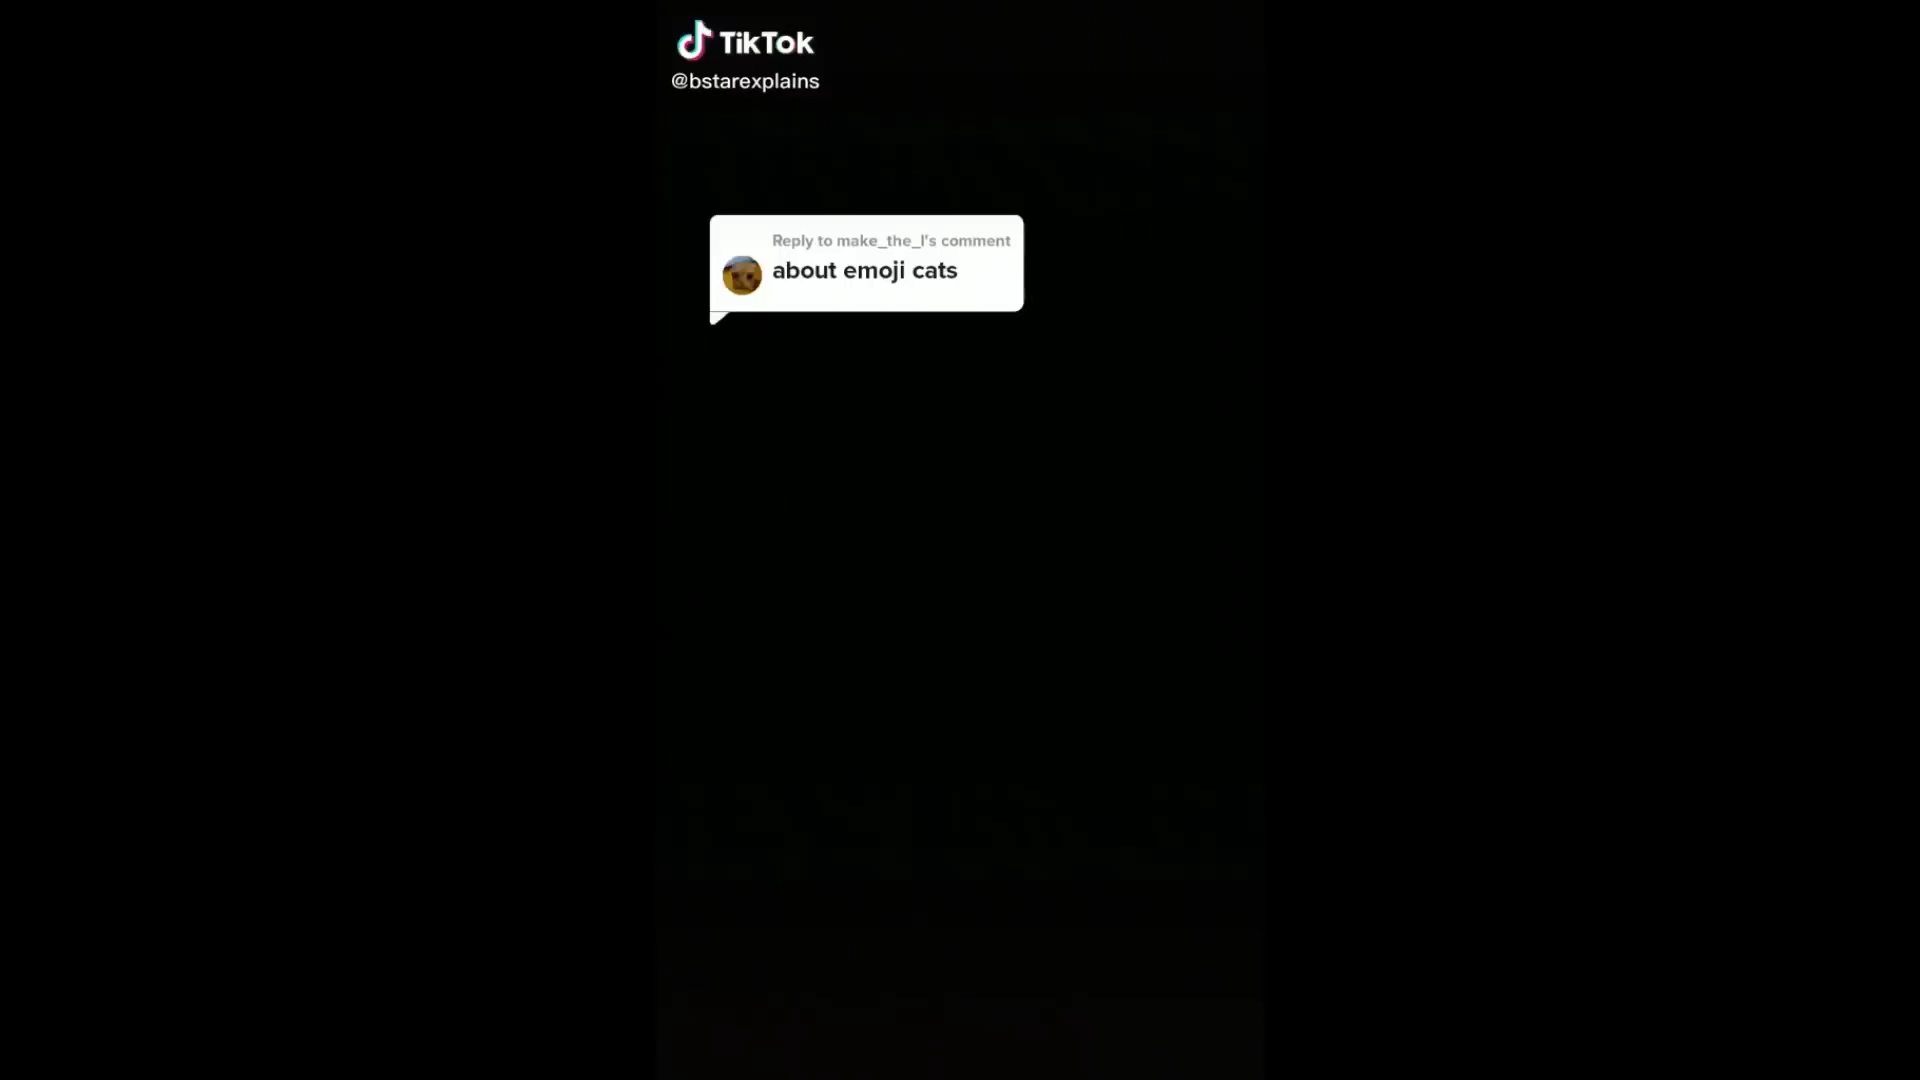 TikTok
@bstarexplains
Reply to make_the_l's comment
about emoji cats